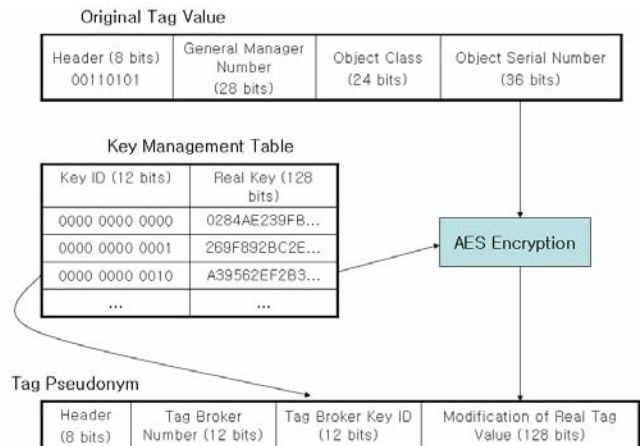 Original Tag Value
Header (8 bits)
00110101
General Manager
Number
(28 bits)
Object Class
(24 bits)
Object Serial Number
(36 bits)
Key Management Table
Key ID (12 bits)
Real Key (128
bits)
0000 0000 0000
0284AE239FB...
0000 0000 0001
269F892BC2E...
0000 0000 0010
A39562EF2B3...
...
...
AES Encryption
Tag Pseudonym
Header
(8 bits)
Tag Broker
Number (12 bits)
Tag Broker Key ID
(12 bits)
Modification of Real Tag
Value (128 bits)